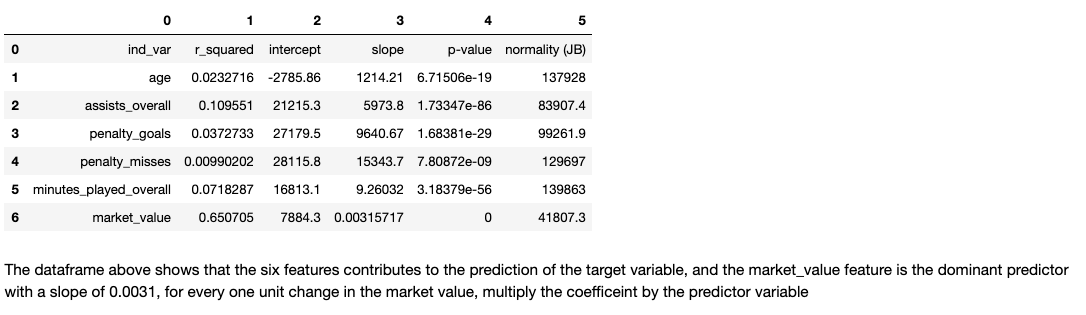 0 1 2 3 4 5
0 ind_var r_squared intercept slope p-value normality (JB)
1 age 0.0232716 -2785.86 1214.21 6.71506e-19 137928
2 assists_overall 0.109551 21215.3 5973.8 1.73347e-86 83907.4
3 penalty_goals 0.0372733 27179.5 9640.67 1.68381e-29 99261.9
4 penalty_misses 0.00990202 28115.8 15343.7 7.80872e-09 129697
5 minutes_played_overall 0.0718287 16813.1 9.26032 3.18379e-56 139863
6 market_value 0.650705 7884.3 0.00315717 0 41807.3
The dataframe above shows that the six features contributes to the prediction of the target variable, and the market_value feature is the dominant predictor
with a slope of 0.0031, for every one unit change in the market value, multiply the coefficeint by the predictor variable